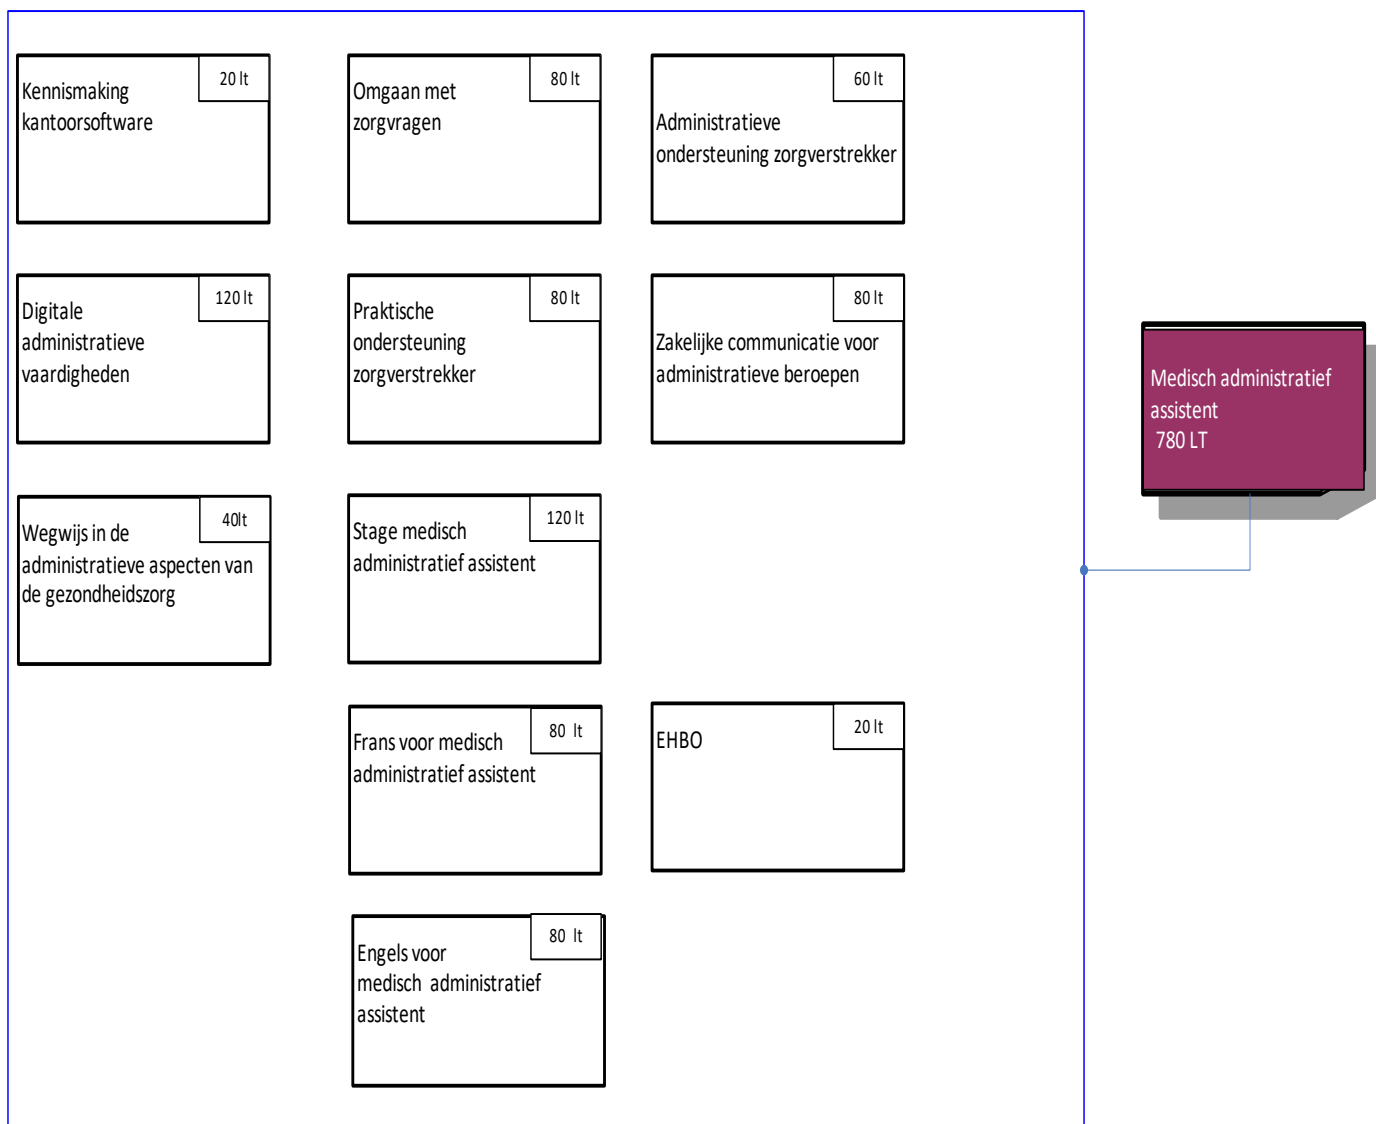 Kennismaking
kantoorsoftware
20 lt
Omgaan met
zorgvragen
80 lt
Administratieve
ondersteuning zorgverstrekker
60 lt
Digitale
administratieve
vaardigheden
120 lt
Praktische
ondersteuning
zorgverstrekker
80 lt
Zakelijke communicatie voor
administratieve beroepen
80 lt
Medisch administratief
assistent
780 LT
Wegwijs in de
administratieve aspecten van
de gezondheidszorg
40lt
Stage medisch
administratief assistent
120 lt
Frans voor medisch
administratief assistent
80 lt
EHBO
20 lt
Engels voor
medisch administratief
assistent
80 lt